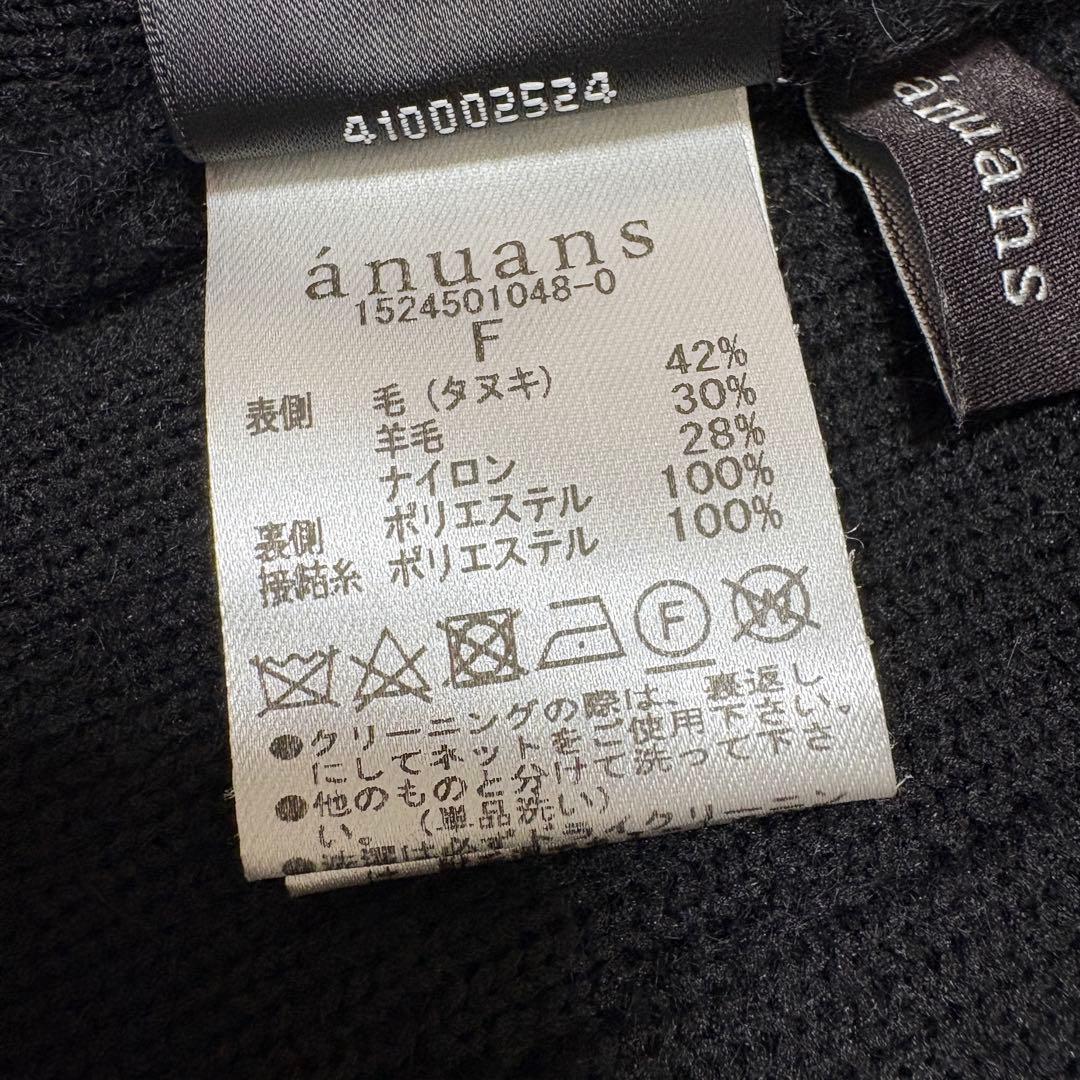 410002524
ánuans
ánuans
1524501048-0
F
表側 毛（タヌキ） 42%
羊毛 30%
ナイロン 28%
裏側 ポリエステル 100%
接結糸 ポリエステル 100%
F
W
●クリーニングの際は、裏返し
にしてネットをご使用下さい。
●他のものと分けて洗って下さ
い。（単品洗い）